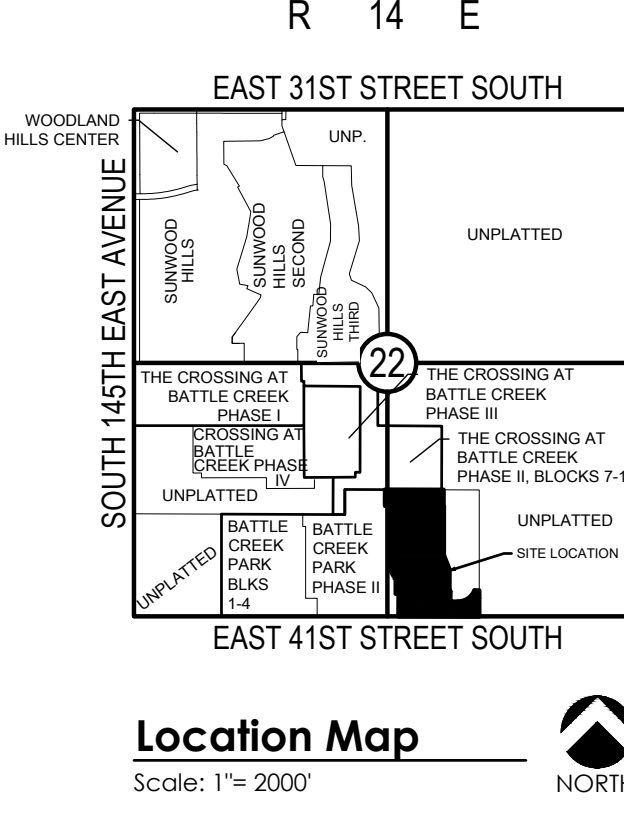 R 14 E
EAST 31ST STREET SOUTH
WOODLAND
HILLS CENTER
UNP.
SOUTH 145TH EAST AVENUE
SUNWOOD
HILLS
SUNWOOD
HILLS
SECOND
SUNWOOD
HILLS
THIRD
UNPLATTED
22
THE CROSSING AT
BATTLE CREEK
PHASE I
THE CROSSING AT
BATTLE CREEK
PHASE III
CROSSING AT
BATTLE
CREEK PHASE
IV
THE CROSSING AT
BATTLE CREEK
PHASE II, BLOCKS 7-1
UNPLATTED
UNPLATTED
BATTLE
CREEK
PARK
BLKS
1-4
BATTLE
CREEK
PARK
PHASE II
UNPLATTED
SITE LOCATION
EAST 41ST STREET SOUTH
Location Map
Scale: 1"= 2000'
NORTH